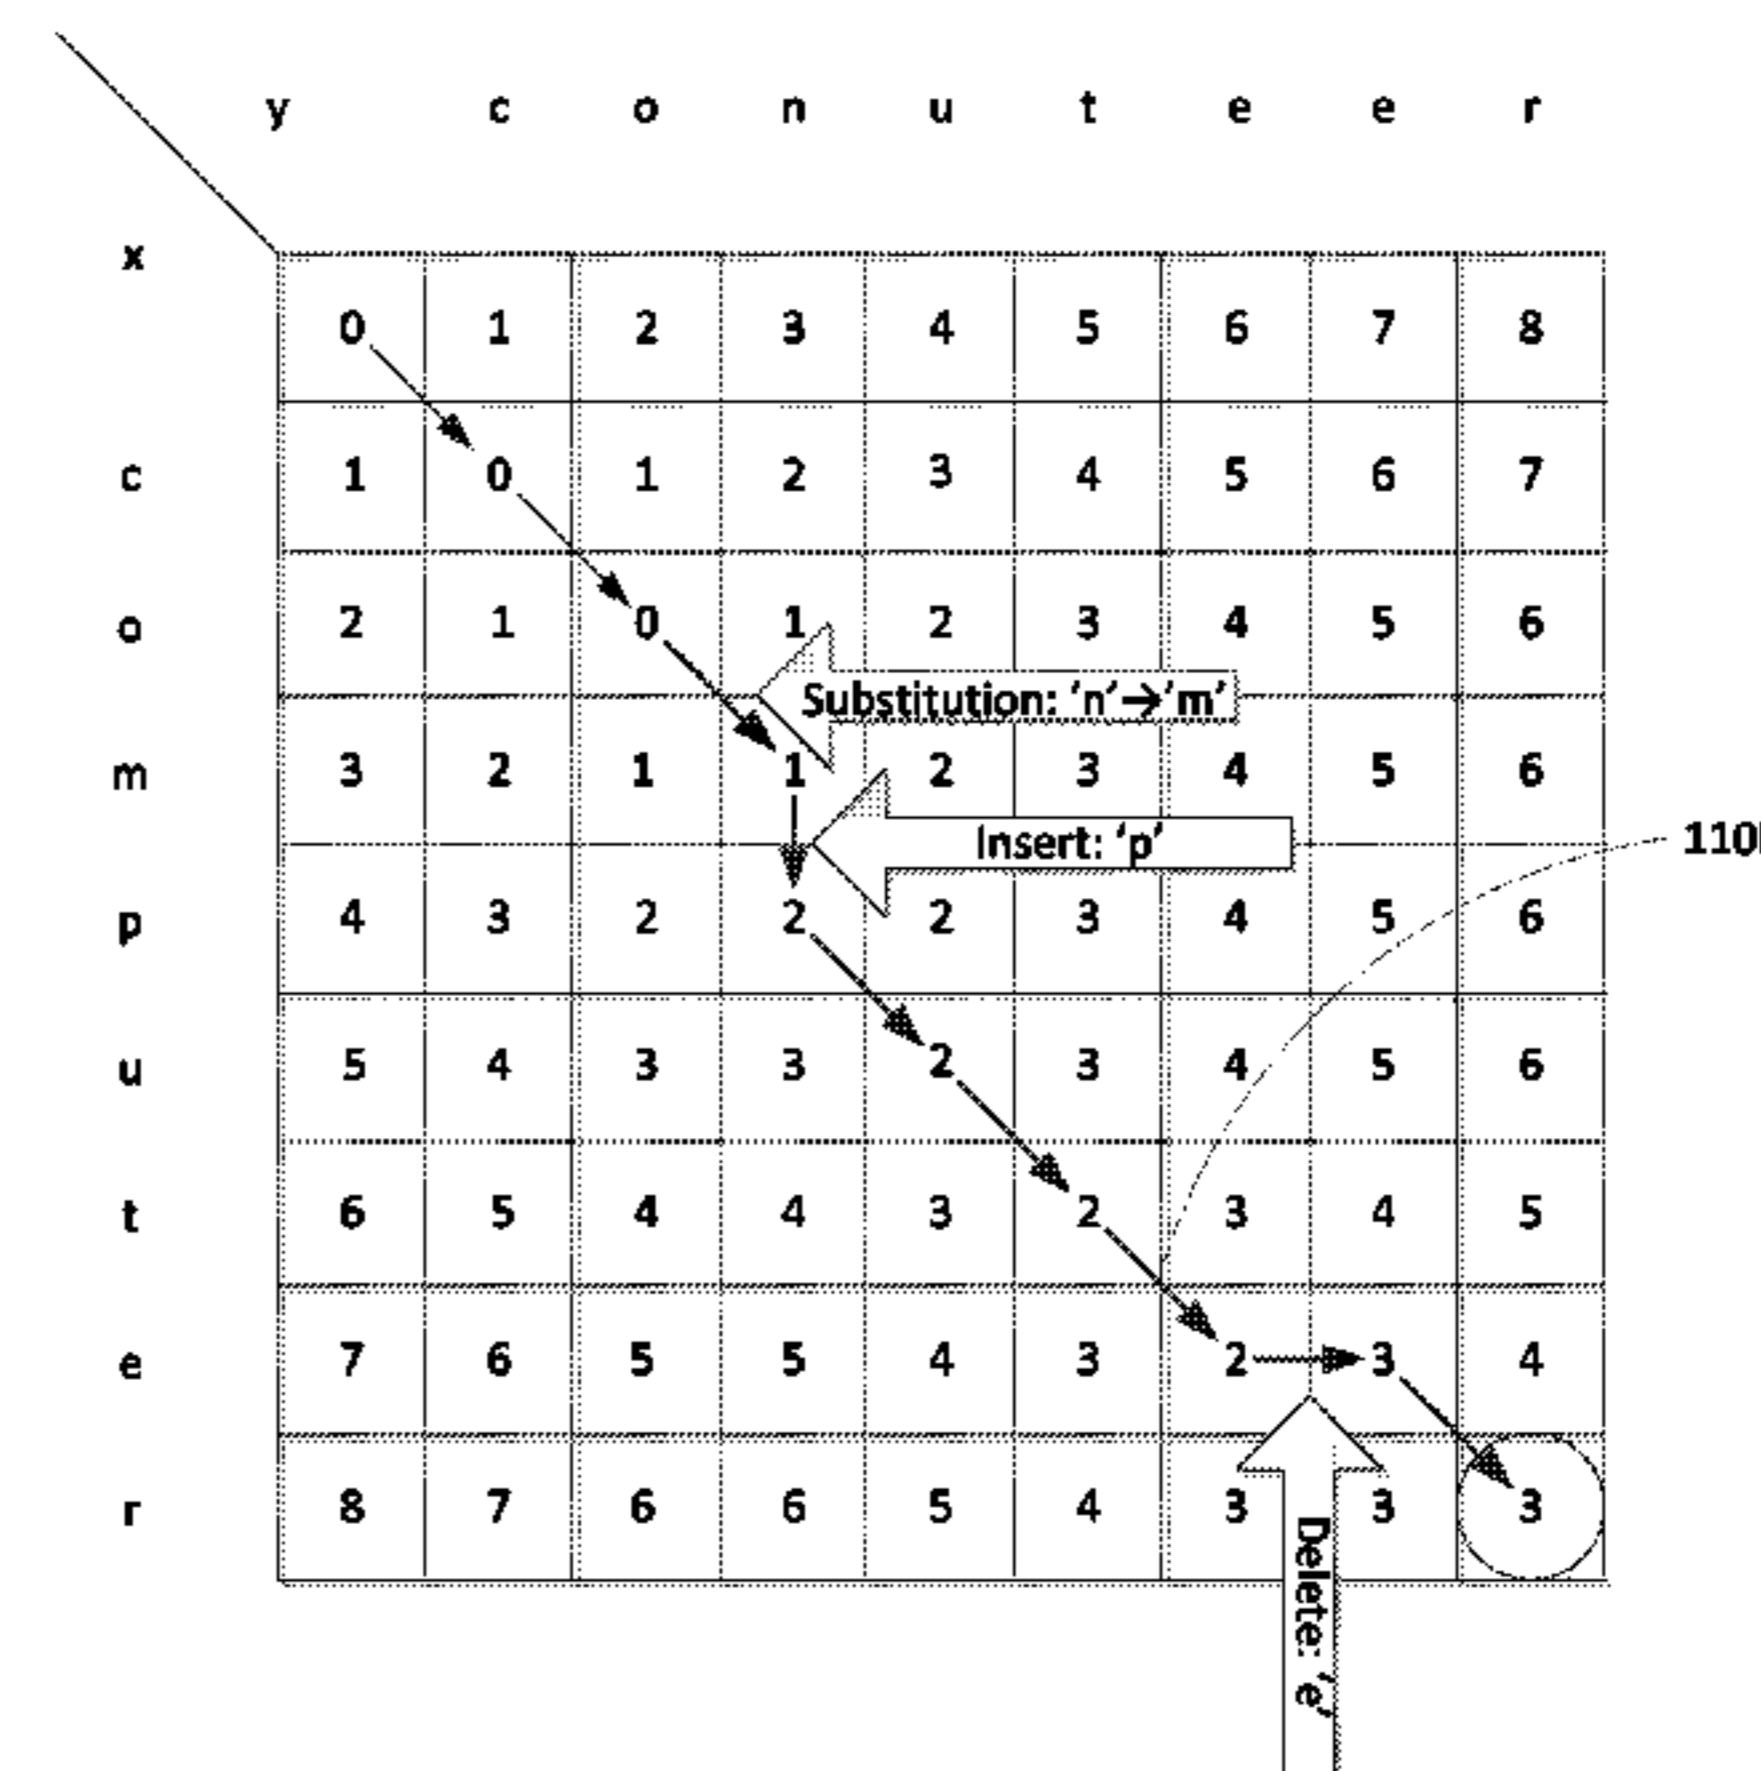 y c o n u t e e r
x
0 1 2 3 4 5 6 7 8
c 1 0 1 2 3 4 5 6 7
o 2 1 0 1 2 3 4 5 6
Substitution: ‘n’→‘m’
m 3 2 1 1 2 3 4 5 6
Insert: ‘p’
110
p 4 3 2 2 2 3 4 5 6
u 5 4 3 3 2 3 4 5 6
t 6 5 4 4 3 2 3 4 5
e 7 6 5 5 4 3 2 3 4
r 8 7 6 6 5 4 3 3 3
Delete: ‘e’